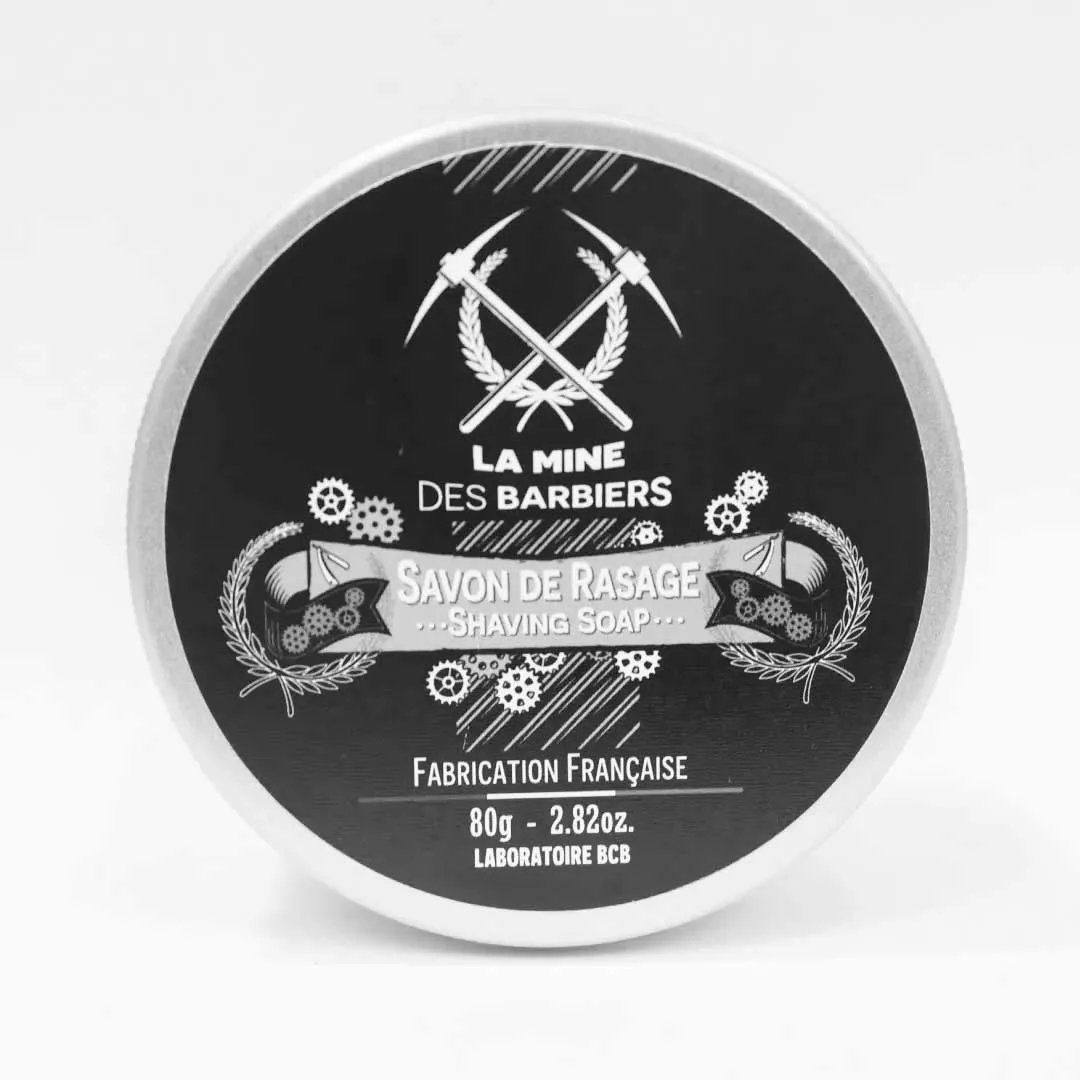 LA MINE
DES BARBIERS
SAVON DE RASAGE
...SHAVING SOAP...
FABRICATION FRANÇAISE
80g - 2.82oz.
LABORATOIRE BCB